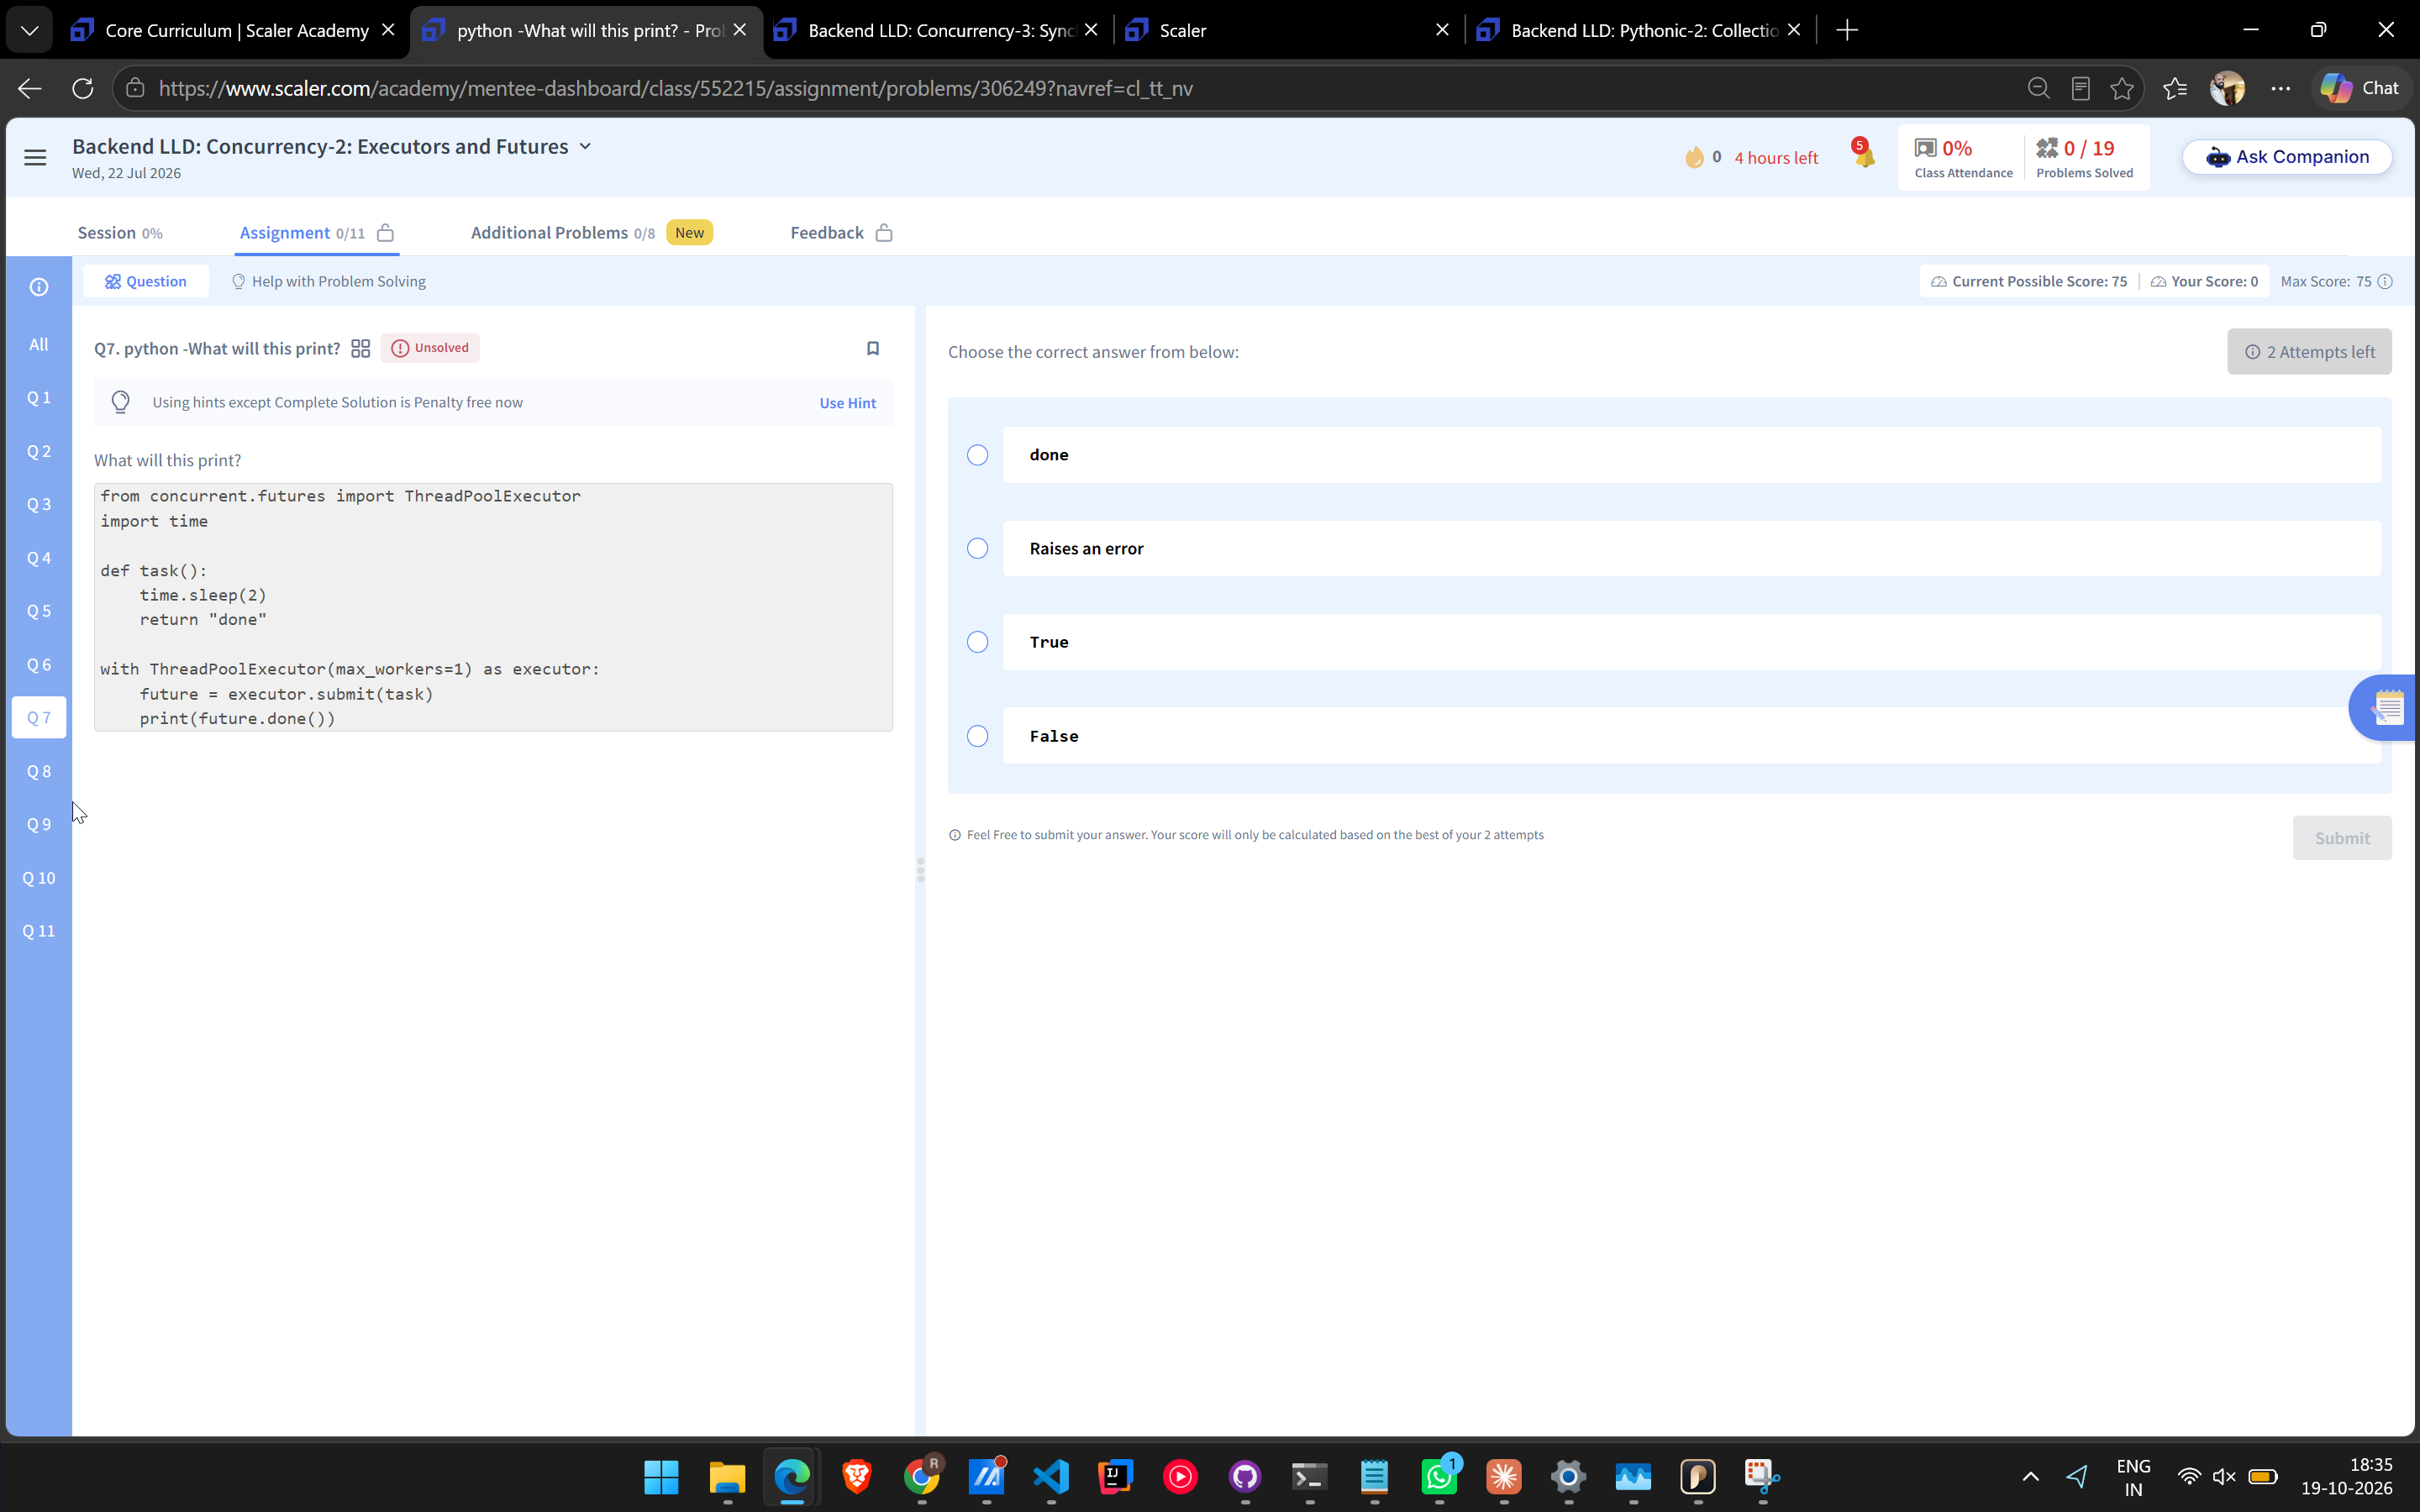 Core Curriculum | Scaler Academy
python -What will this print? - Pro
Backend LLD: Concurrency-3: Sync
Scaler
Backend LLD: Pythonic-2: Collectio
https://www.scaler.com/academy/mentee-dashboard/class/552215/assignment/problems/306249?navref=cl_tt_nv
Chat
Backend LLD: Concurrency-2: Executors and Futures
Wed, 22 Jul 2026
0 4 hours left
5
0%
Class Attendance
0 / 19
Problems Solved
Ask Companion
Session 0%
Assignment 0/11
Additional Problems 0/8 New
Feedback
Question
Help with Problem Solving
Current Possible Score: 75
Your Score: 0
Max Score: 75
All
Q 1
Q 2
Q 3
Q 4
Q 5
Q 6
Q 7
Q 8
Q 9
Q 10
Q 11
Q7. python -What will this print?
Unsolved
Using hints except Complete Solution is Penalty free now
Use Hint
What will this print?
from concurrent.futures import ThreadPoolExecutor
import time
def task():
    time.sleep(2)
    return "done"
with ThreadPoolExecutor(max_workers=1) as executor:
    future = executor.submit(task)
    print(future.done())
Choose the correct answer from below:
2 Attempts left
done
Raises an error
True
False
Feel Free to submit your answer. Your score will only be calculated based on the best of your 2 attempts
Submit
R
IJ
1
ENG
IN
18:35
19-10-2026